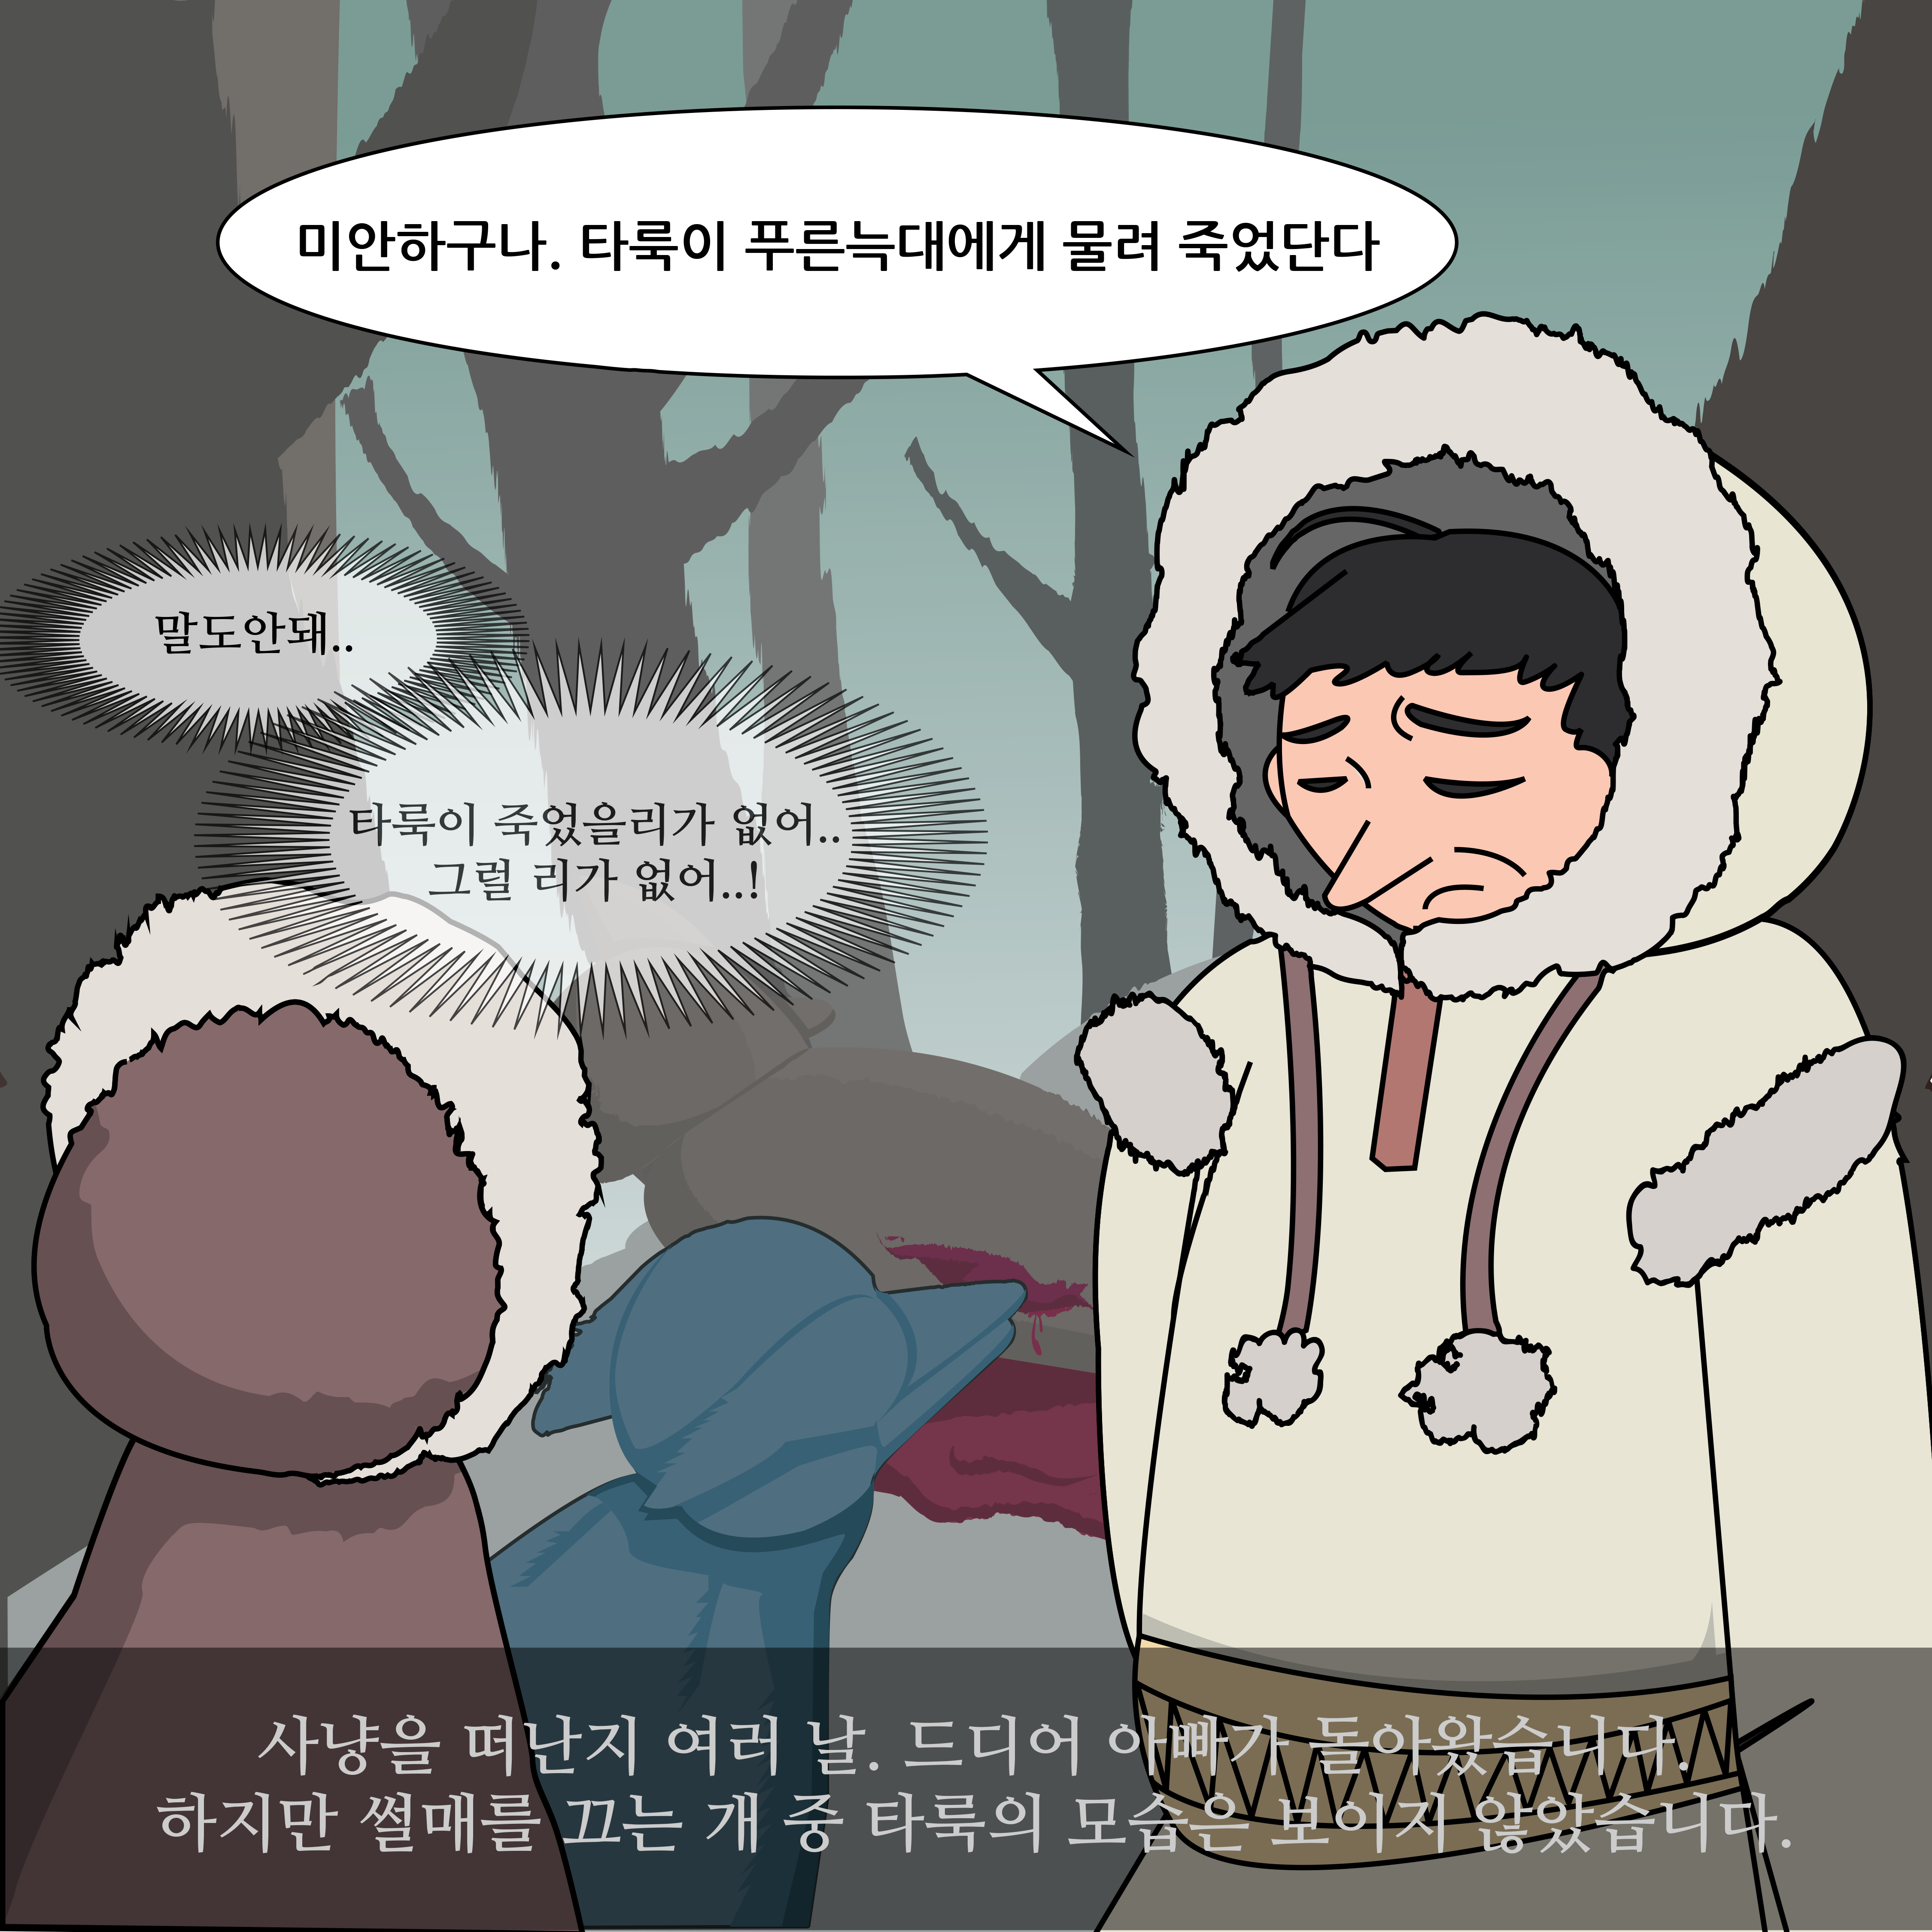 미안하구나. 타룩이 푸른늑대에게 물려 죽었단다
말도안돼..
타룩이 죽었을리가 없어..
그럴 리가 없어..!
사냥을 떠난지 여러 날. 드디어 아빠가 돌아왔습니다.
하지만 썰매를 끄는 개 중 타룩의 모습은 보이지 않았습니다.